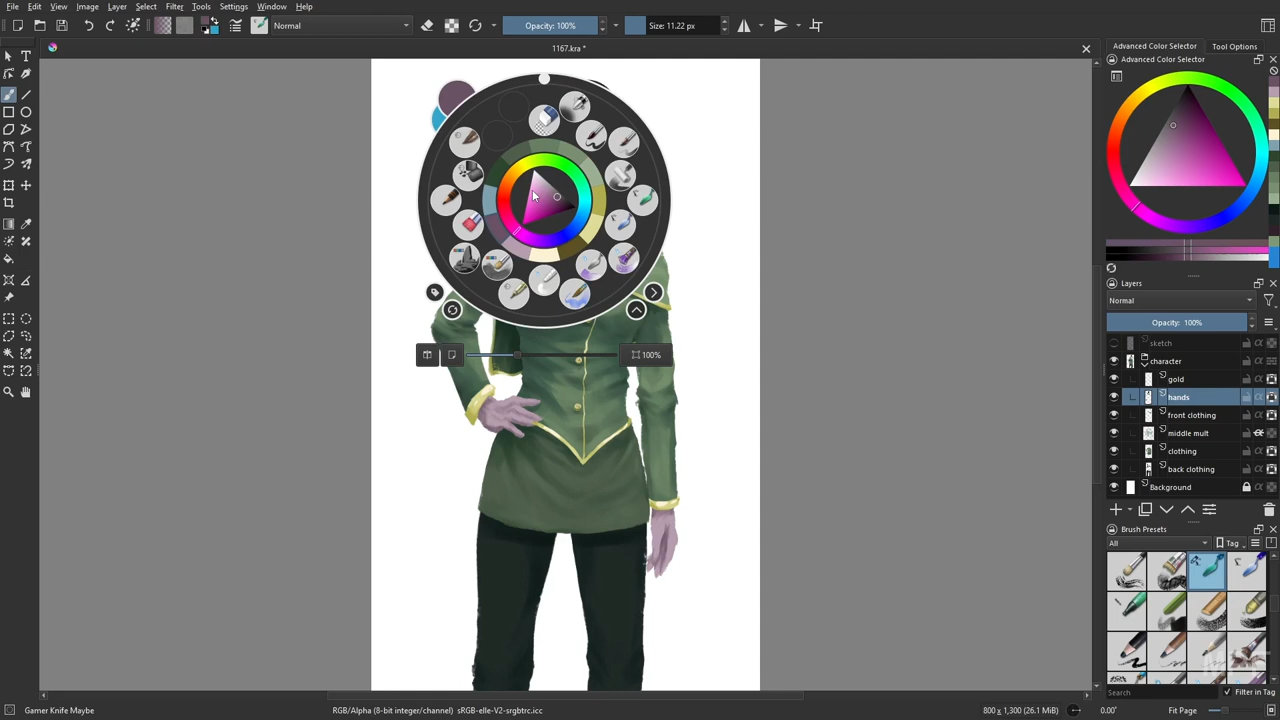 File Edit View Image Layer Select Filter Tools Settings Window Help
Normal Opacity: 100% Size: 11.22 px
1167.kra *
Advanced Color Selector Tool Options
Advanced Color Selector
100%
Layers
Normal
Opacity: 100%
sketch
character
gold
hands
front clothing
middle mult
clothing
back clothing
Background
Brush Presets
All Tag
Search Filter in Tag
Gamer Knife Maybe RGB/Alpha (8-bit integer/channel) sRGB-elle-V2-srgbtrc.icc 800 x 1,300 (26.1 MiB) 0.00° Fit Page